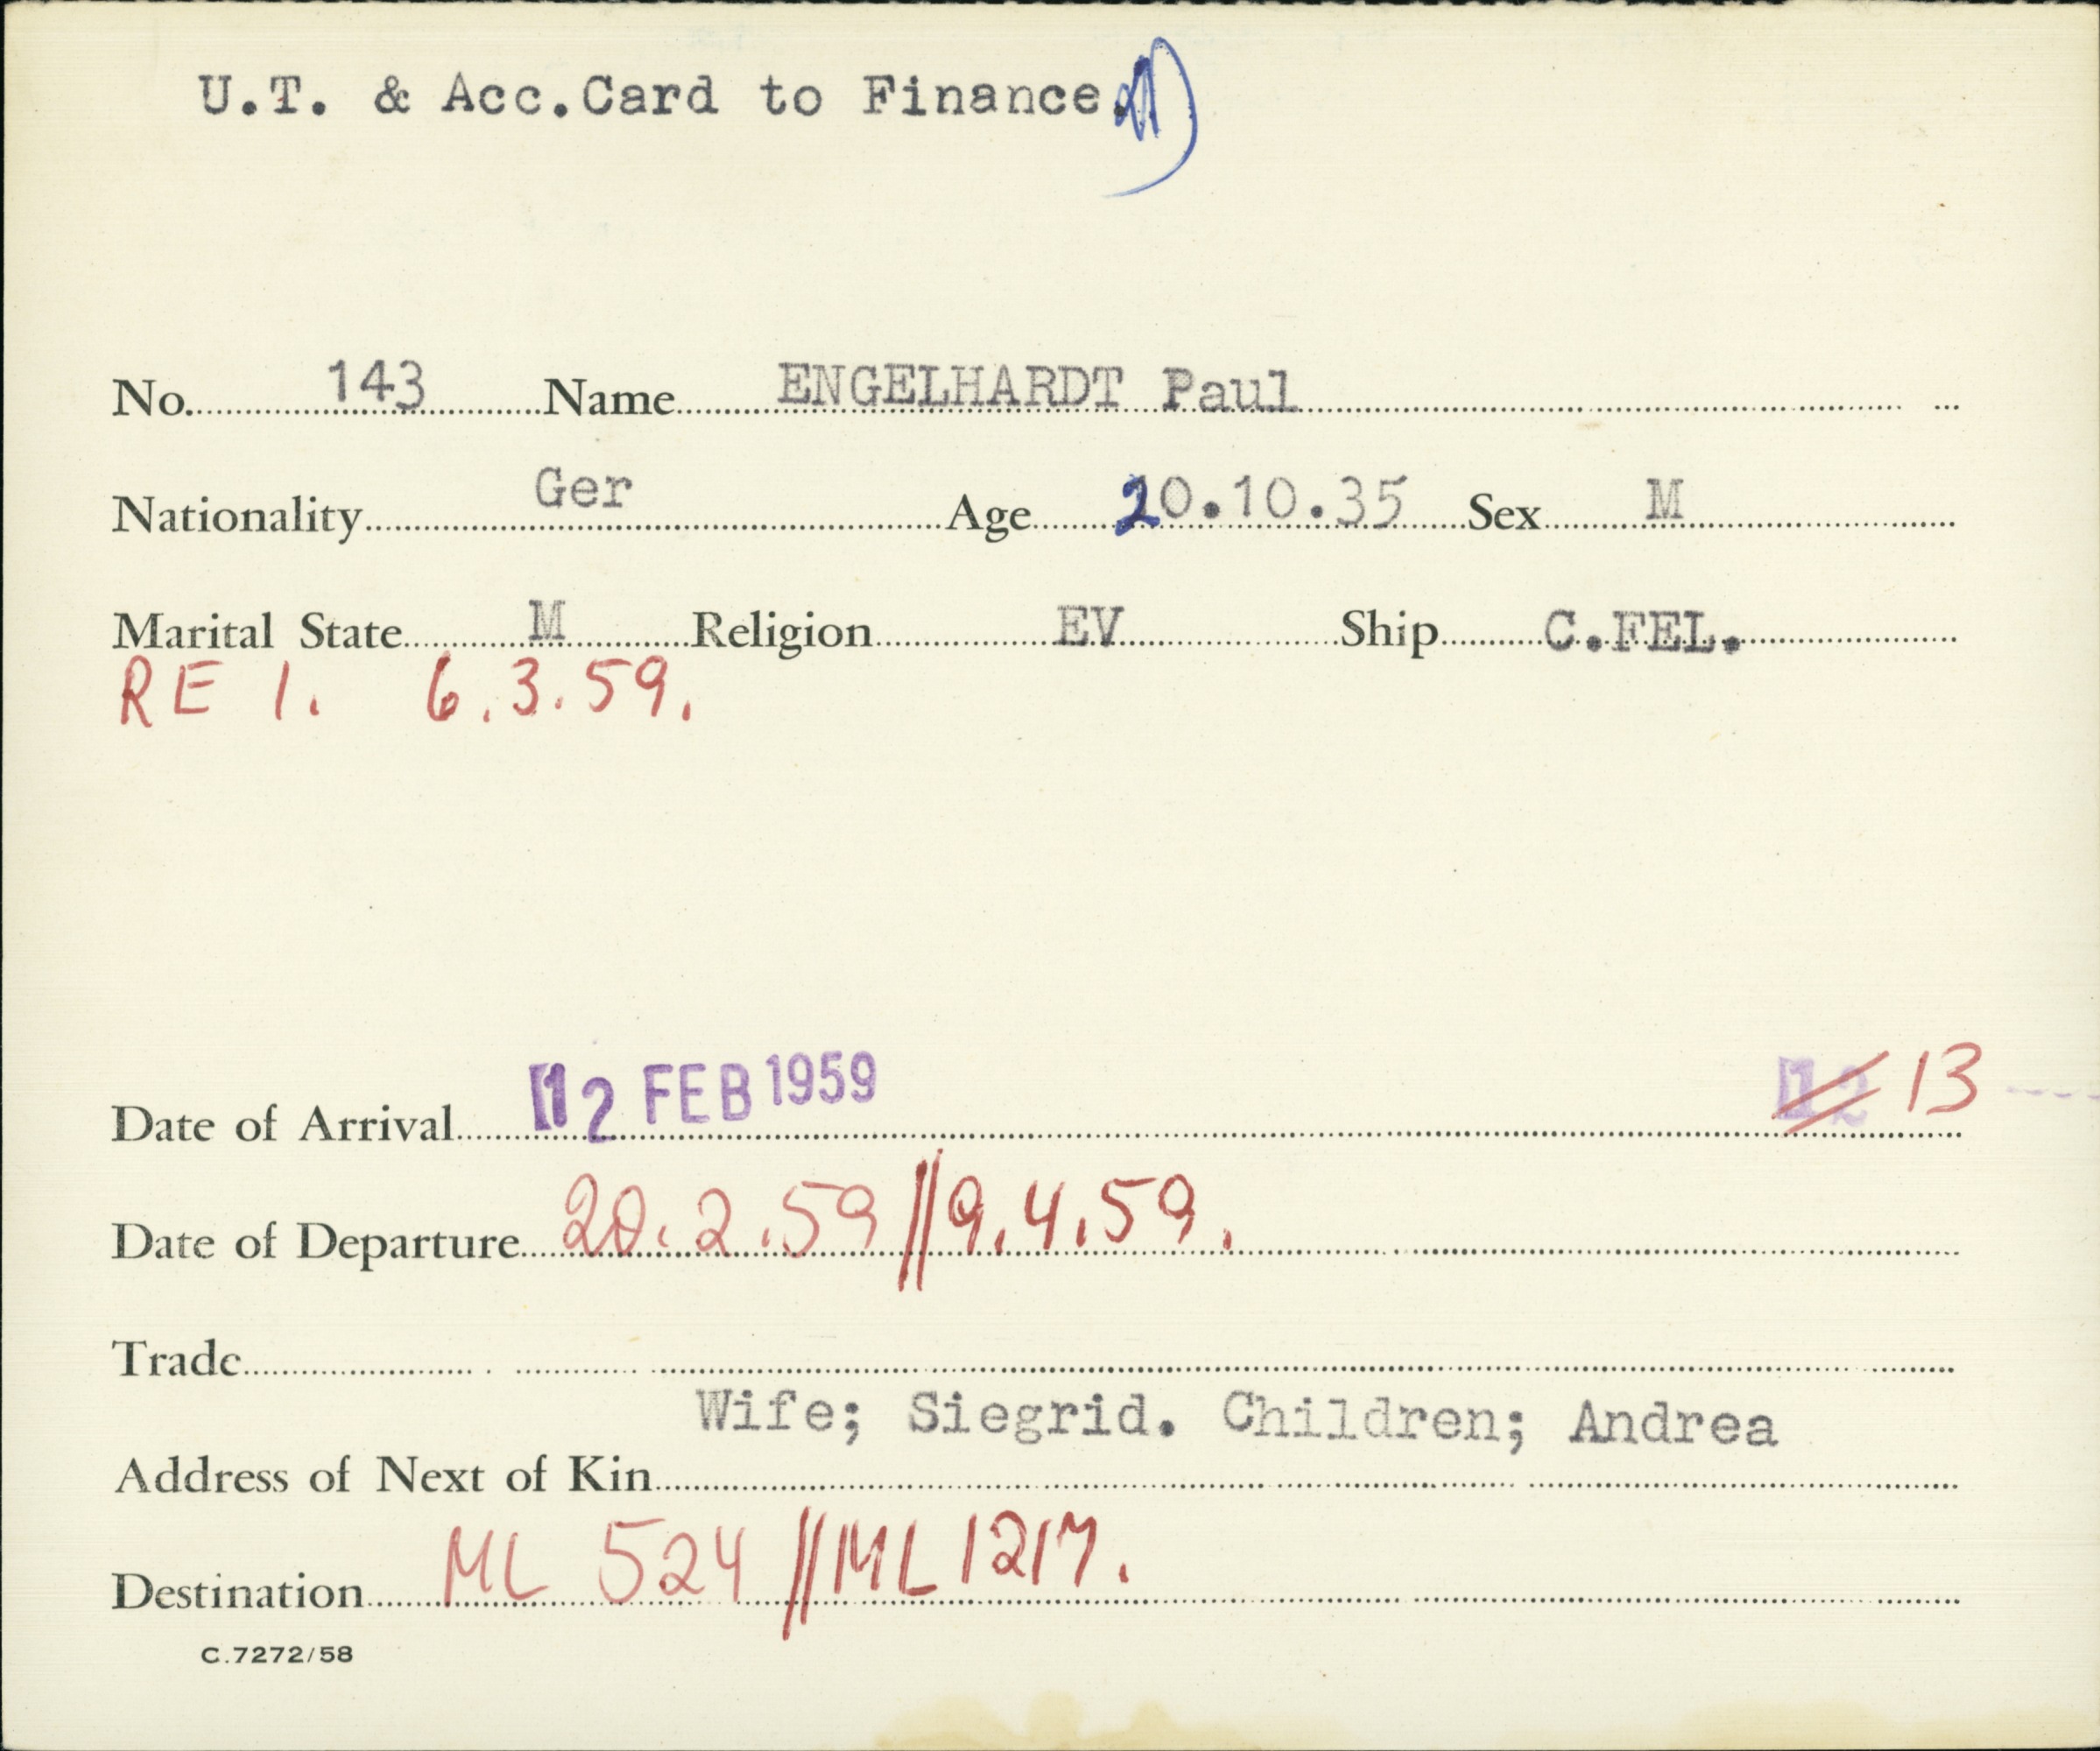 U.T. & Acc.Card to Finance.
No. 143 Name ENGELHARDT Paul
Nationality Ger Age 20.10.35 Sex M
Marital State M Religion EV Ship C.FEL.
RE 1. 6.3.59.
Date of Arrival 12 FEB 1959 12 13
Date of Departure 20.2.59 // 9.4.59.
Trade
Wife; Siegrid. Children; Andrea
Address of Next of Kin
Destination ML 524 // ML 1217.
C.7272/58